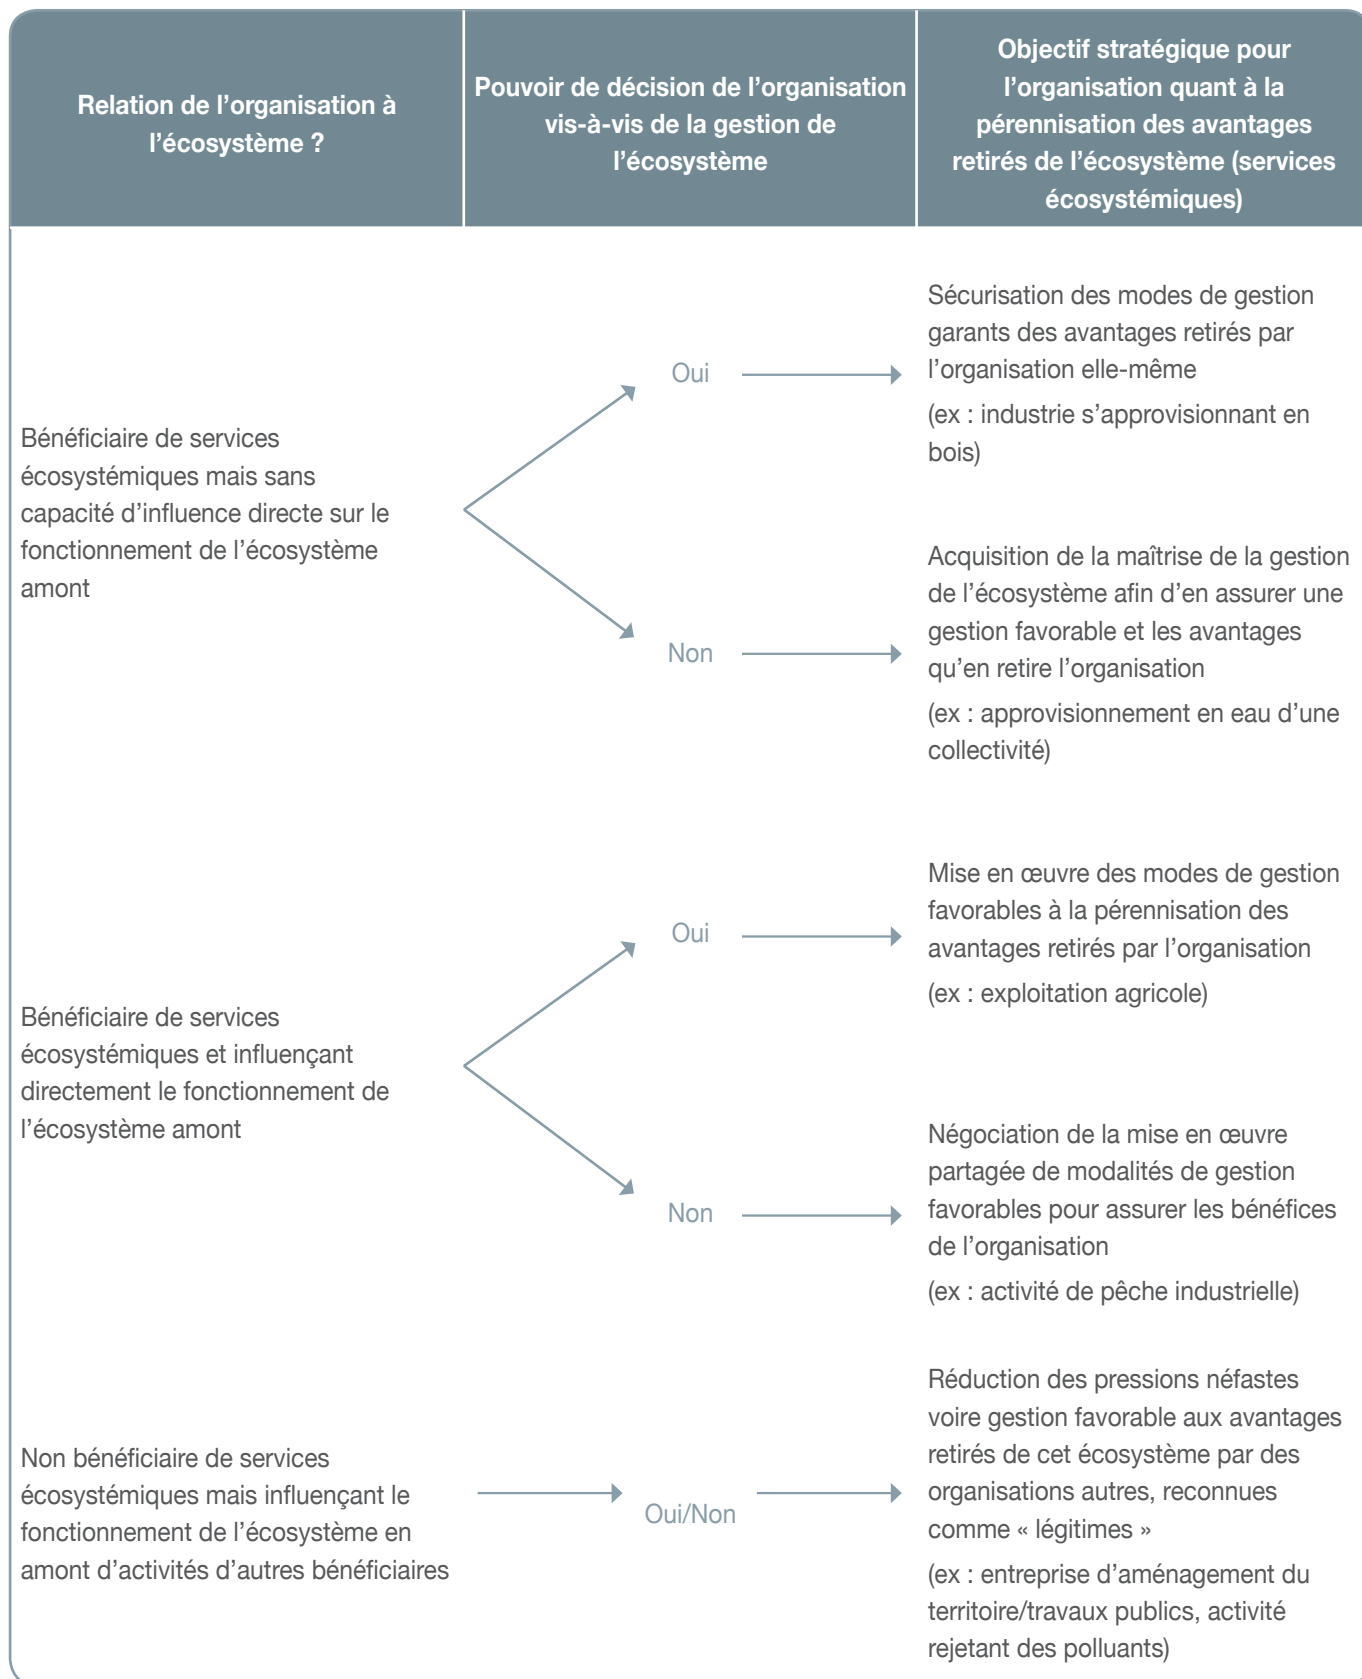 Relation de l’organisation à
l’écosystème ?
Pouvoir de décision de l’organisation
vis-à-vis de la gestion de
l’écosystème
Objectif stratégique pour
l’organisation quant à la
pérennisation des avantages
retirés de l’écosystème (services
écosystémiques)
Bénéficiaire de services
écosystémiques mais sans
capacité d’influence directe sur le
fonctionnement de l’écosystème
amont
Oui
Sécurisation des modes de gestion
garants des avantages retirés par
l’organisation elle-même
(ex : industrie s’approvisionnant en
bois)
Non
Acquisition de la maîtrise de la gestion
de l’écosystème afin d’en assurer une
gestion favorable et les avantages
qu’en retire l’organisation
(ex : approvisionnement en eau d’une
collectivité)
Bénéficiaire de services
écosystémiques et influençant
directement le fonctionnement de
l’écosystème amont
Oui
Mise en œuvre des modes de gestion
favorables à la pérennisation des
avantages retirés par l’organisation
(ex : exploitation agricole)
Non
Négociation de la mise en œuvre
partagée de modalités de gestion
favorables pour assurer les bénéfices
de l’organisation
(ex : activité de pêche industrielle)
Non bénéficiaire de services
écosystémiques mais influençant le
fonctionnement de l’écosystème en
amont d’activités d’autres bénéficiaires
Oui/Non
Réduction des pressions néfastes
voire gestion favorable aux avantages
retirés de cet écosystème par des
organisations autres, reconnues
comme « légitimes »
(ex : entreprise d’aménagement du
territoire/travaux publics, activité
rejetant des polluants)